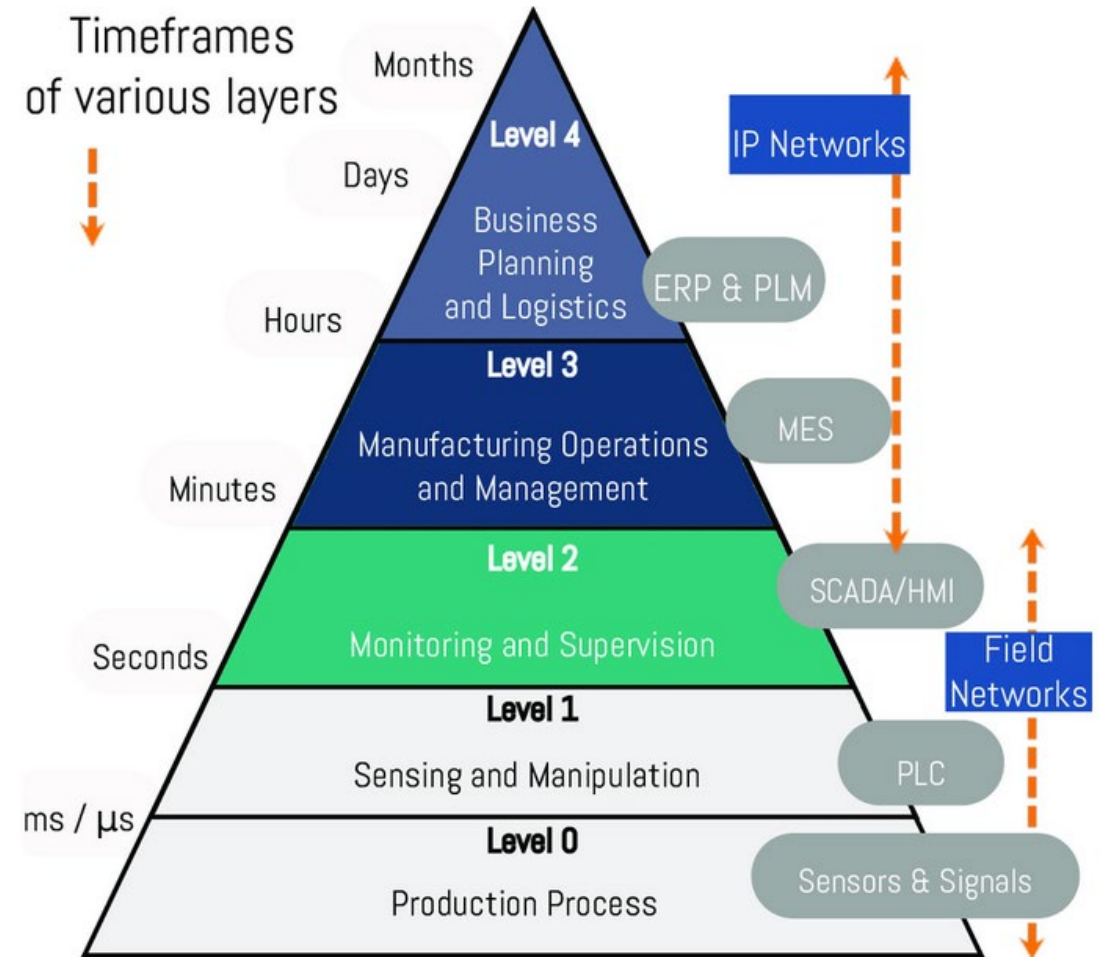 Timeframes
of various layers
Months
Days
Hours
Minutes
Seconds
ms / μs
Level 4
Business
Planning
and Logistics
Level 3
Manufacturing Operations
and Management
Level 2
Monitoring and Supervision
Level 1
Sensing and Manipulation
Level 0
Production Process
IP Networks
ERP & PLM
MES
SCADA/HMI
Field
Networks
PLC
Sensors & Signals